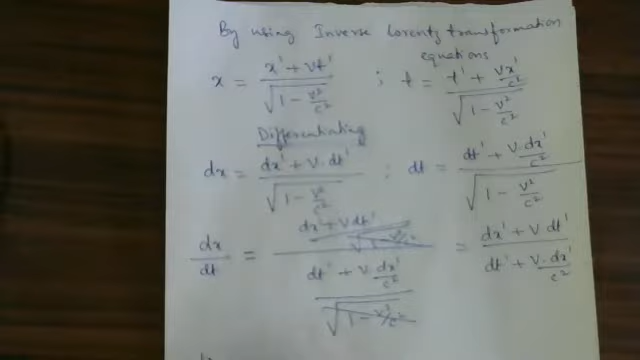 By using Inverse Lorentz transformation
equations
x = x' + vt' / √(1 - v²/c²) ; t = t' + vx'/c² / √(1 - v²/c²)
Differentiating
dx = dx' + v·dt' / √(1 - v²/c²) ; dt = dt' + v·dx'/c² / √(1 - v²/c²)
dx/dt = dx' + v dt' / √(1 - v²/c²) / dt' + v·dx'/c² / √(1 - v²/c²) = dx' + v dt' / dt' + v·dx'/c²